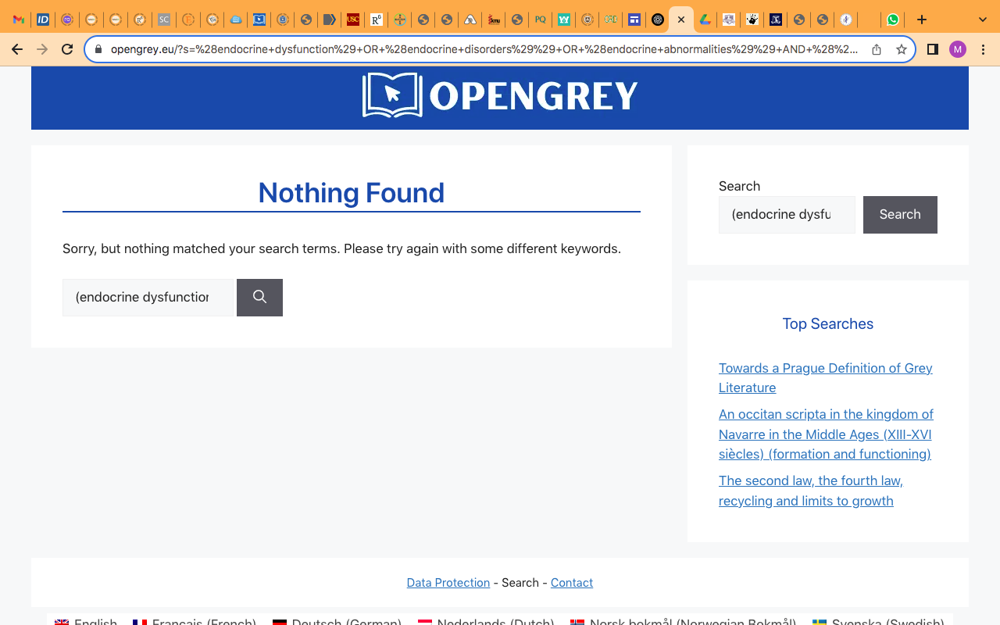 opengrey.eu/?s=%28endocrine+dysfunction%29+OR+%28endocrine+disorders%29%29+OR+%28endocrine+abnormalities%29%29+AND+%28%2...
M
OPENGREY
Nothing Found
Sorry, but nothing matched your search terms. Please try again with some different keywords.
(endocrine dysfunction
Search
(endocrine dysfu
Search
Top Searches
Towards a Prague Definition of Grey
Literature
An occitan scripta in the kingdom of
Navarre in the Middle Ages (XIII-XVI
siècles) (formation and functioning)
The second law, the fourth law,
recycling and limits to growth
Data Protection - Search - Contact
English Français (French) Deutsch (German) Nederlands (Dutch) Norsk bokmål (Norwegian Bokmål) Svenska (Swedish)